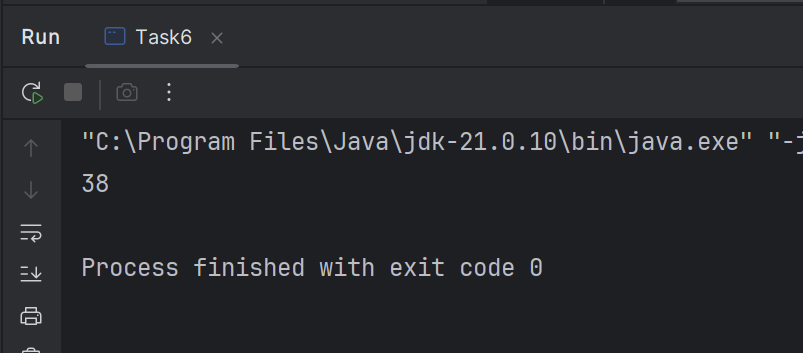 Run Task6
"C:\Program Files\Java\jdk-21.0.10\bin\java.exe" "-j
38
Process finished with exit code 0